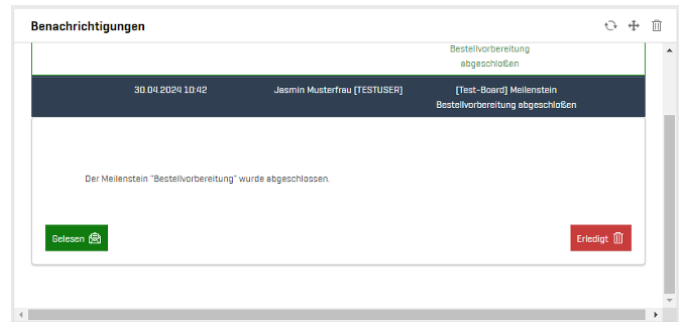 Benachrichtigungen
Bestellvorbereitung
abgeschloßen
30.04.2024 10:42 Jasmin Musterfrau [TESTUSER] [Test-Board] Meilenstein
Bestellvorbereitung abgeschloßen
Der Meilenstein "Bestellvorbereitung" wurde abgeschlossen.
Gelesen Erledigt